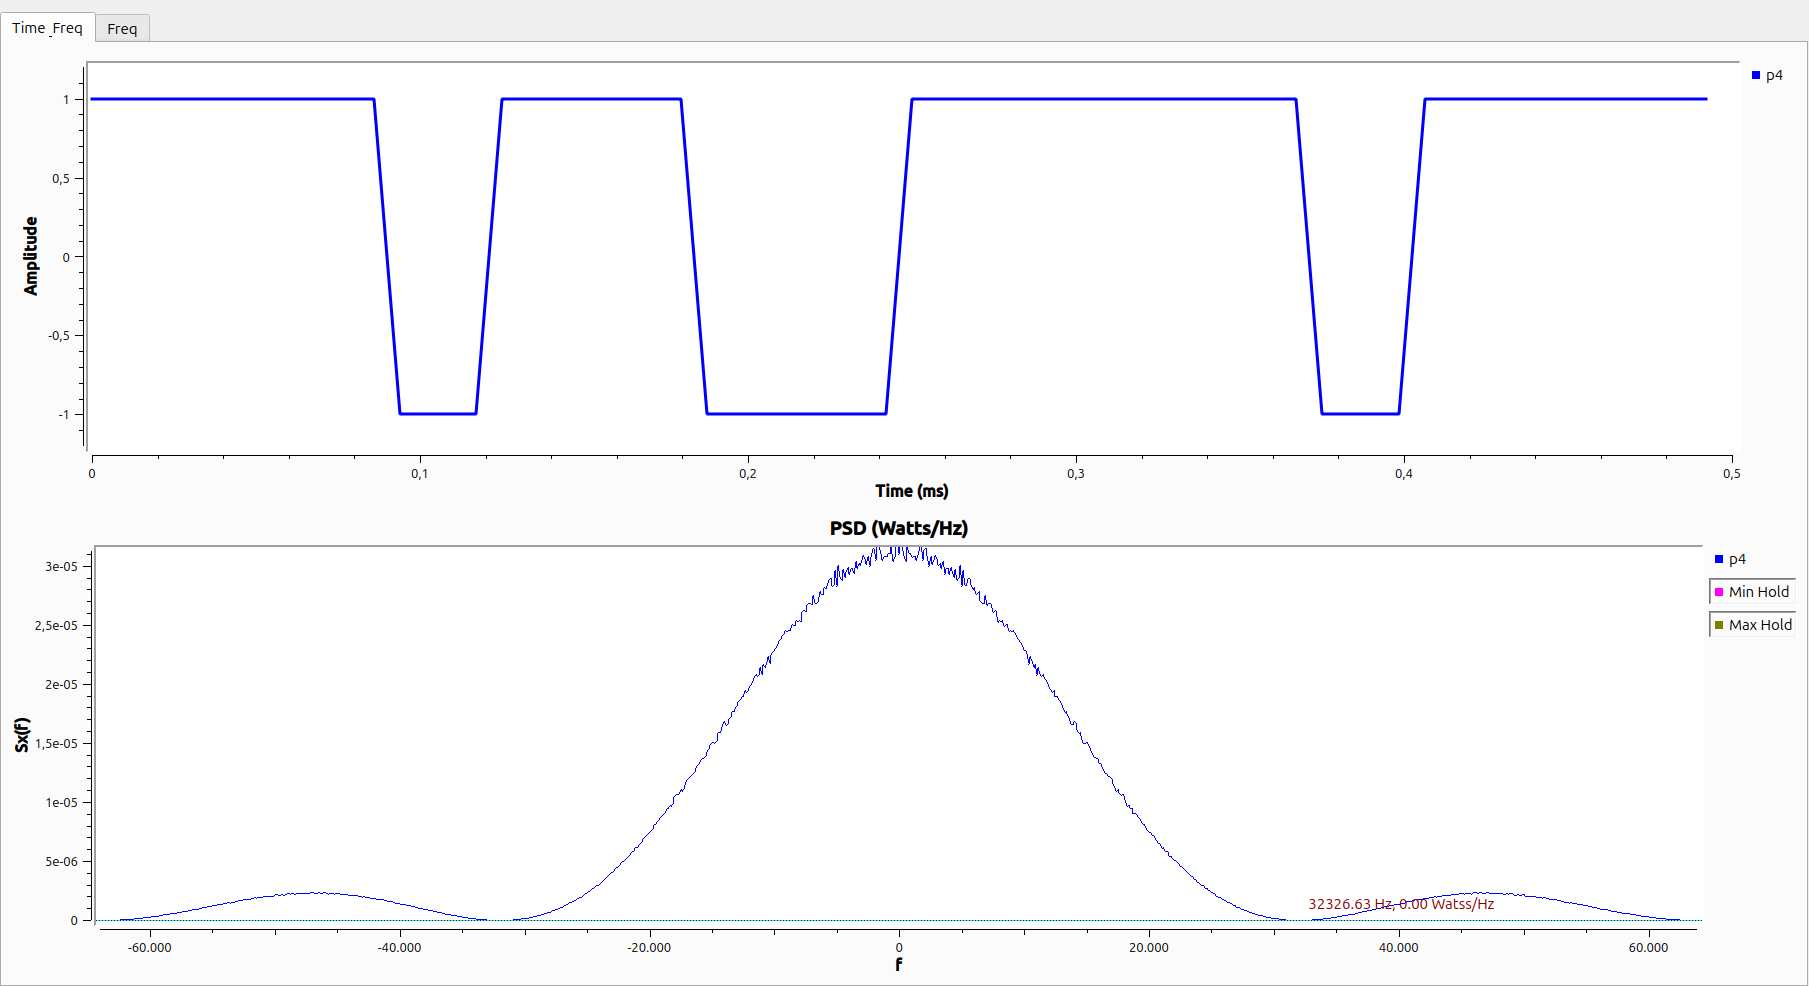 Time_Freq
Freq
p4
Amplitude
1
0,5
0
-0,5
-1
0
0,1
0,2
0,3
0,4
0,5
Time (ms)
PSD (Watts/Hz)
p4
Min Hold
Max Hold
Sx(f)
3e-05
2,5e-05
2e-05
1,5e-05
1e-05
5e-06
0
32326.63 Hz, 0.00 Watss/Hz
-60.000
-40.000
-20.000
0
20.000
40.000
60.000
f